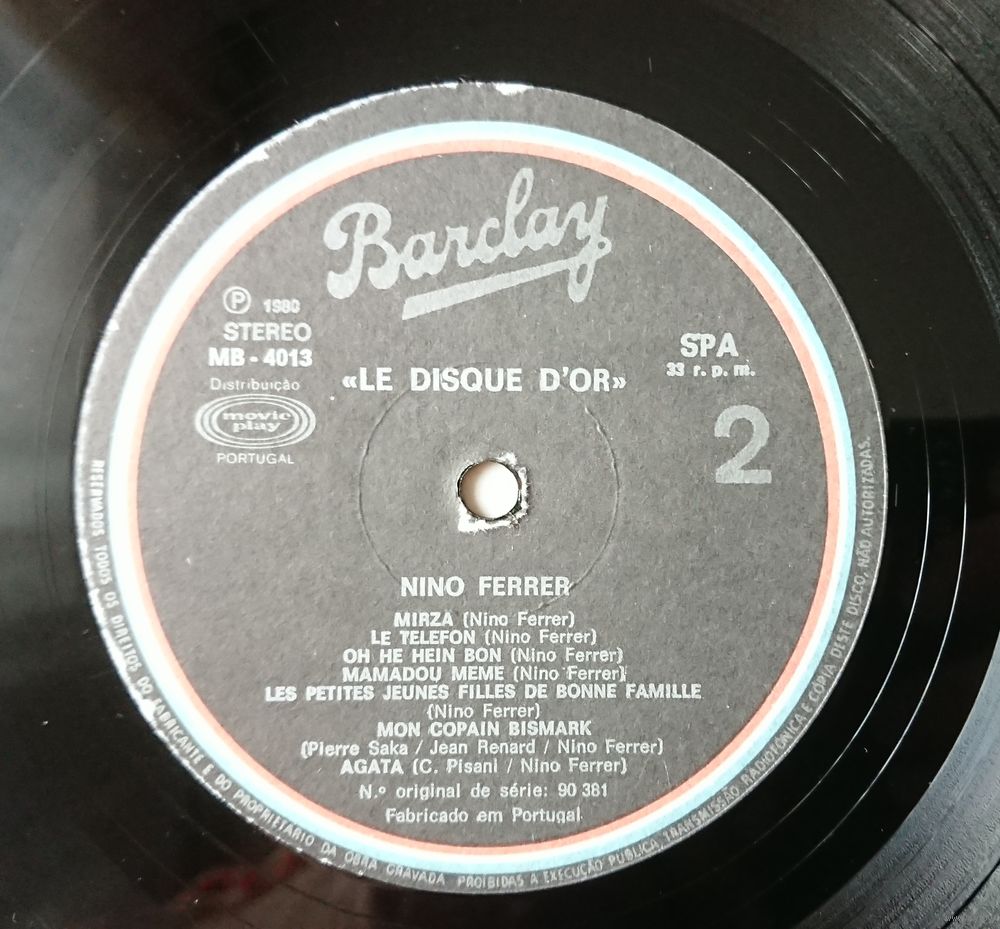 Barclay
Ⓟ 1980
STEREO
MB - 4013
Distribuição
movie
play
PORTUGAL
«LE DISQUE D'OR»
SPA
33 r. p. m.
2
NINO FERRER
MIRZA (Nino Ferrer)
LE TELEFON (Nino Ferrer)
OH HE HEIN BON (Nino Ferrer)
MAMADOU MEME (Nino Ferrer)
LES PETITES JEUNES FILLES DE BONNE FAMILLE
(Nino Ferrer)
MON COPAIN BISMARK
(Pierre Saka / Jean Renard / Nino Ferrer)
AGATA (C. Pisani / Nino Ferrer)
N.º original de série: 90 381
Fabricado em Portugal
RESERVADOS TODOS OS DIREITOS DO FABRICANTE E DO PROPRIETARIO DA OBRA GRAVADA PROIBIDAS A EXECUÇÃO PUBLICA, TRANSMISSÃO RADIOTÓNICA E CÓPIA DESTE DISCO, NÃO AUTORIZADAS.